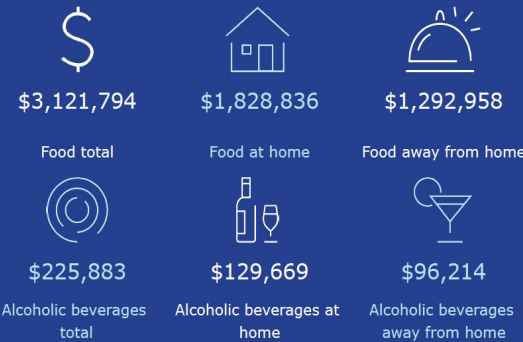 $3,121,794
$1,828,836
$1,292,958
Food total
Food at home
Food away from home
$225,883
$129,669
$96,214
Alcoholic beverages
total
Alcoholic beverages at
home
Alcoholic beverages
away from home